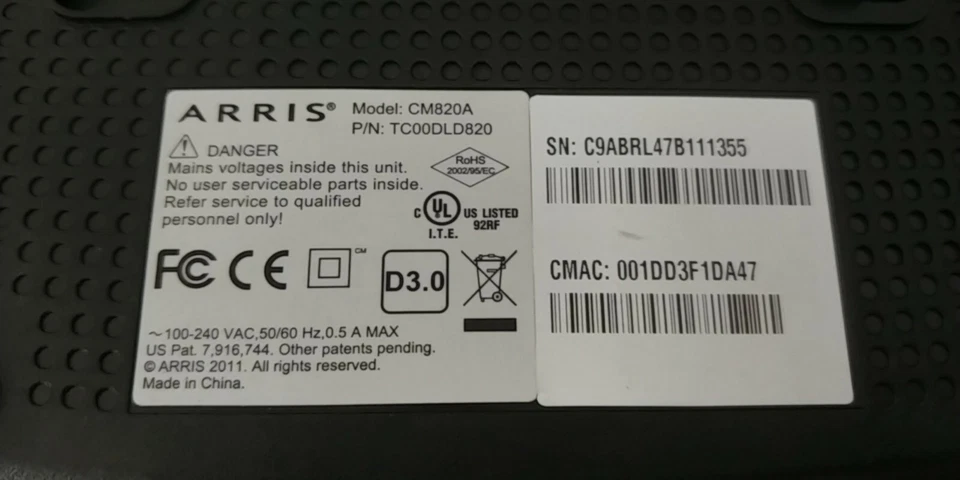 ARRIS® Model: CM820A
P/N: TC00DLD820
DANGER
Mains voltages inside this unit.
No user serviceable parts inside.
Refer service to qualified
personnel only!
RoHS
2002/95/EC
C UL US LISTED
92RF
I.T.E.
FC CE CM
D3.0
~100-240 VAC,50/60 Hz,0.5 A MAX
US Pat. 7,916,744. Other patents pending.
© ARRIS 2011. All rights reserved.
Made in China.
SN: C9ABRL47B111355
CMAC: 001DD3F1DA47